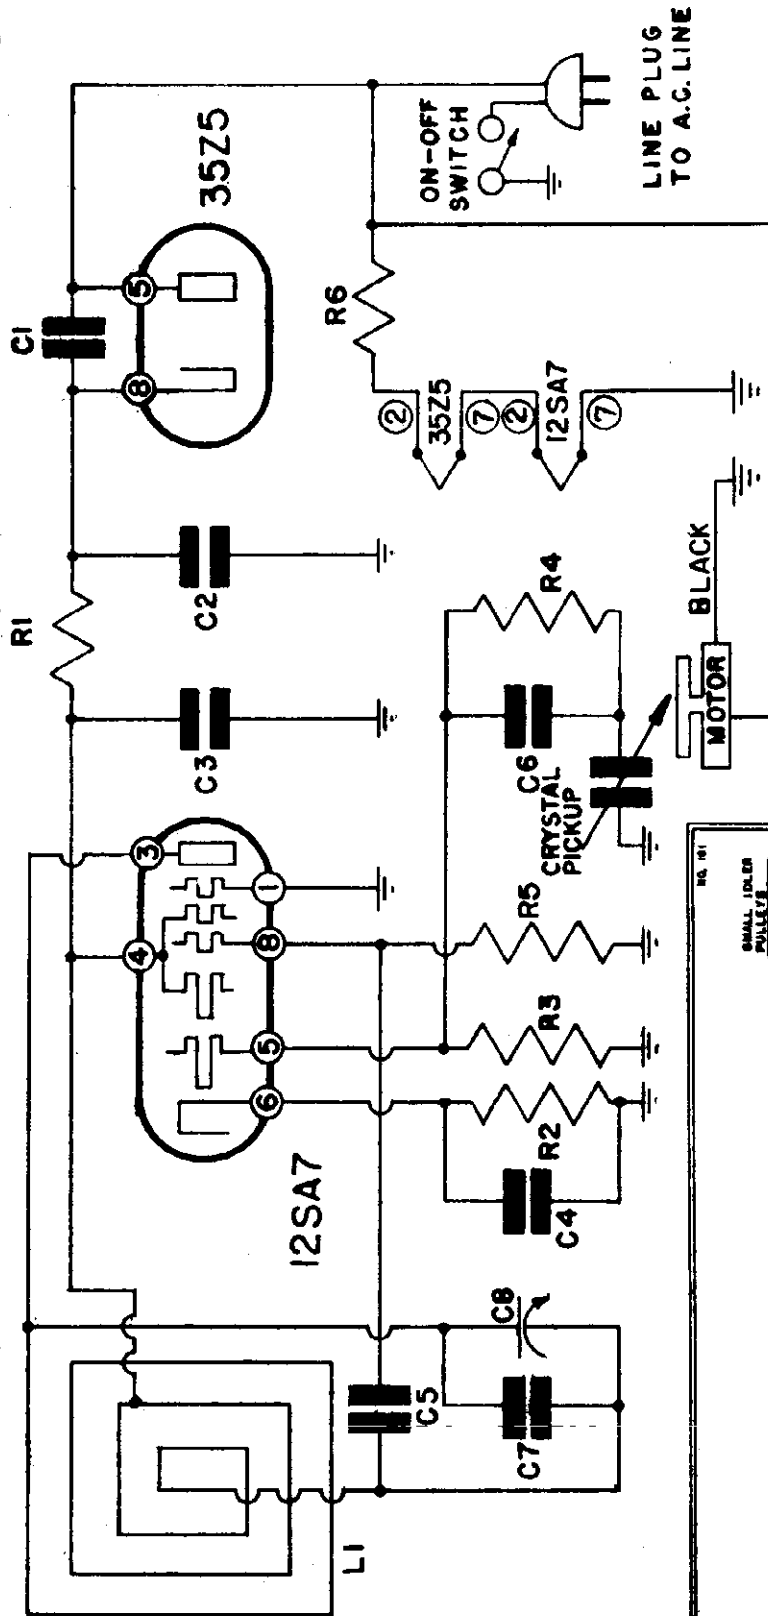 C1
5
8
35Z5
R1
C2
C3
3
4
1
8
5
6
12SA7
L1
C5
C7
C8
C4
R2
R3
R5
CRYSTAL
PICKUP
C6
R4
MOTOR
BLACK
R6
2
35Z5
7
2
12SA7
7
ON-OFF
SWITCH
LINE PLUG
TO A.C. LINE
NO. 101
SMALL IDLER
PULLEYS